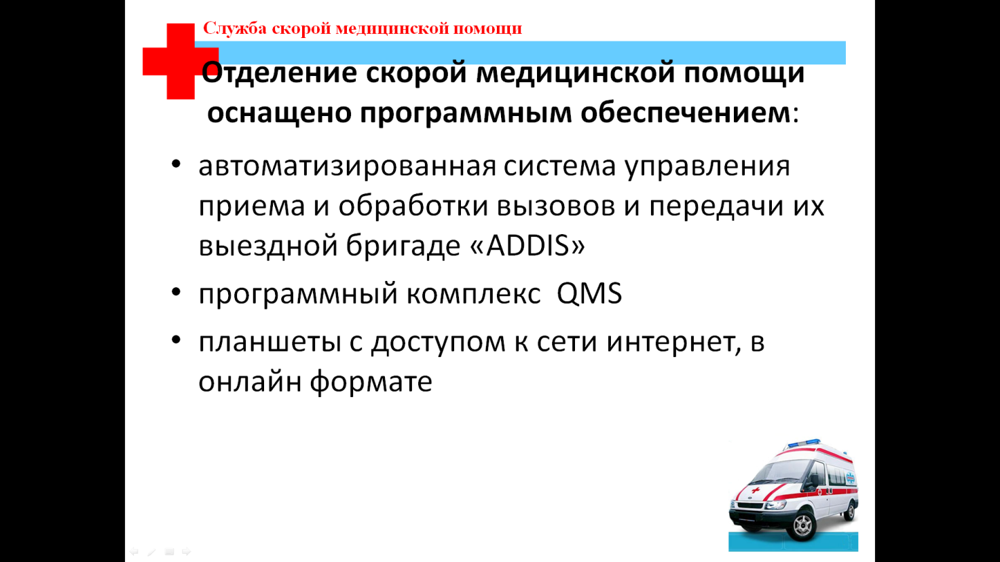 Служба скорой медицинской помощи
Отделение скорой медицинской помощи
оснащено программным обеспечением:
• автоматизированная система управления
приема и обработки вызовов и передачи их
выездной бригаде «ADDIS»
• программный комплекс  QMS
• планшеты с доступом к сети интернет, в
онлайн формате